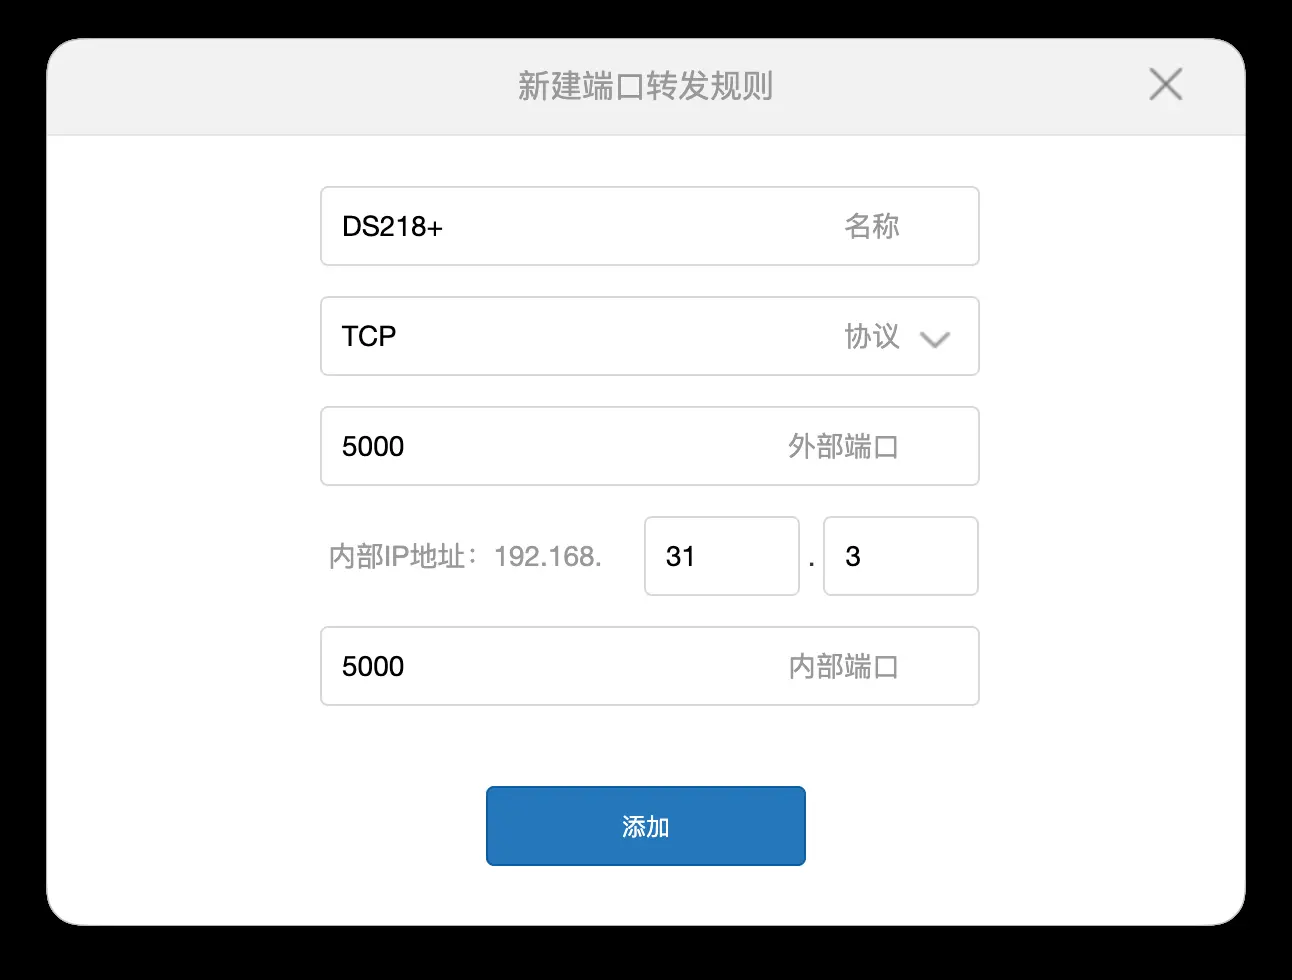 新建端口转发规则
DS218+ 名称
TCP 协议
5000 外部端口
内部IP地址：192.168. 31 . 3
5000 内部端口
添加